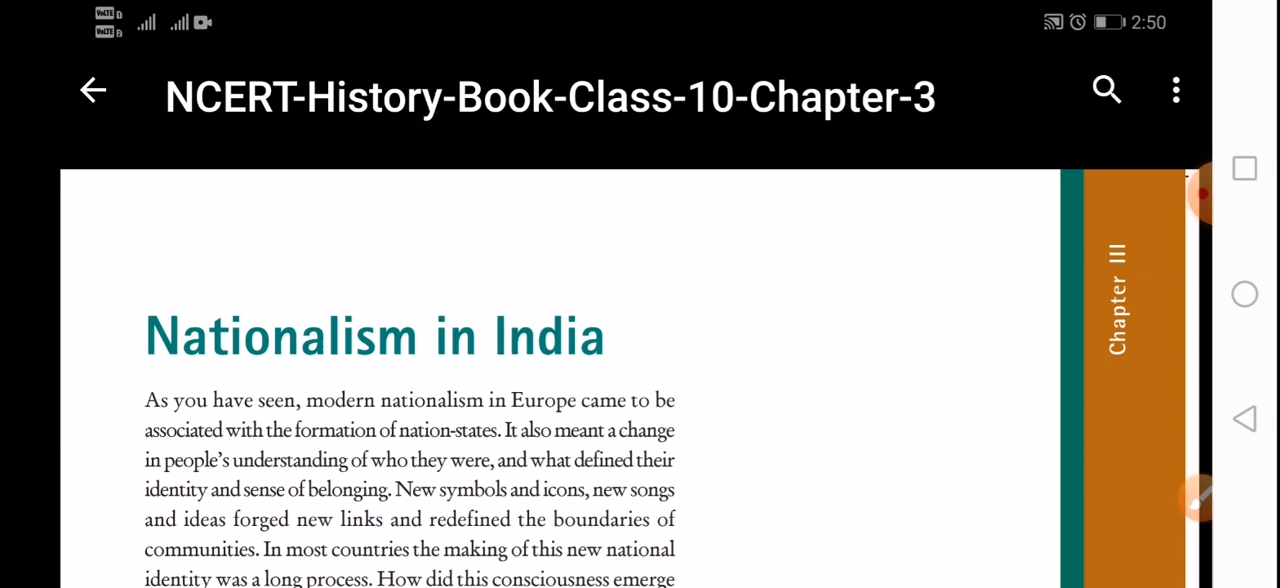 VoLTE 1
VoLTE 2
2:50
NCERT-History-Book-Class-10-Chapter-3
Chapter III
Nationalism in India
As you have seen, modern nationalism in Europe came to be
associated with the formation of nation-states. It also meant a change
in people’s understanding of who they were, and what defined their
identity and sense of belonging. New symbols and icons, new songs
and ideas forged new links and redefined the boundaries of
communities. In most countries the making of this new national
identity was a long process. How did this consciousness emerge